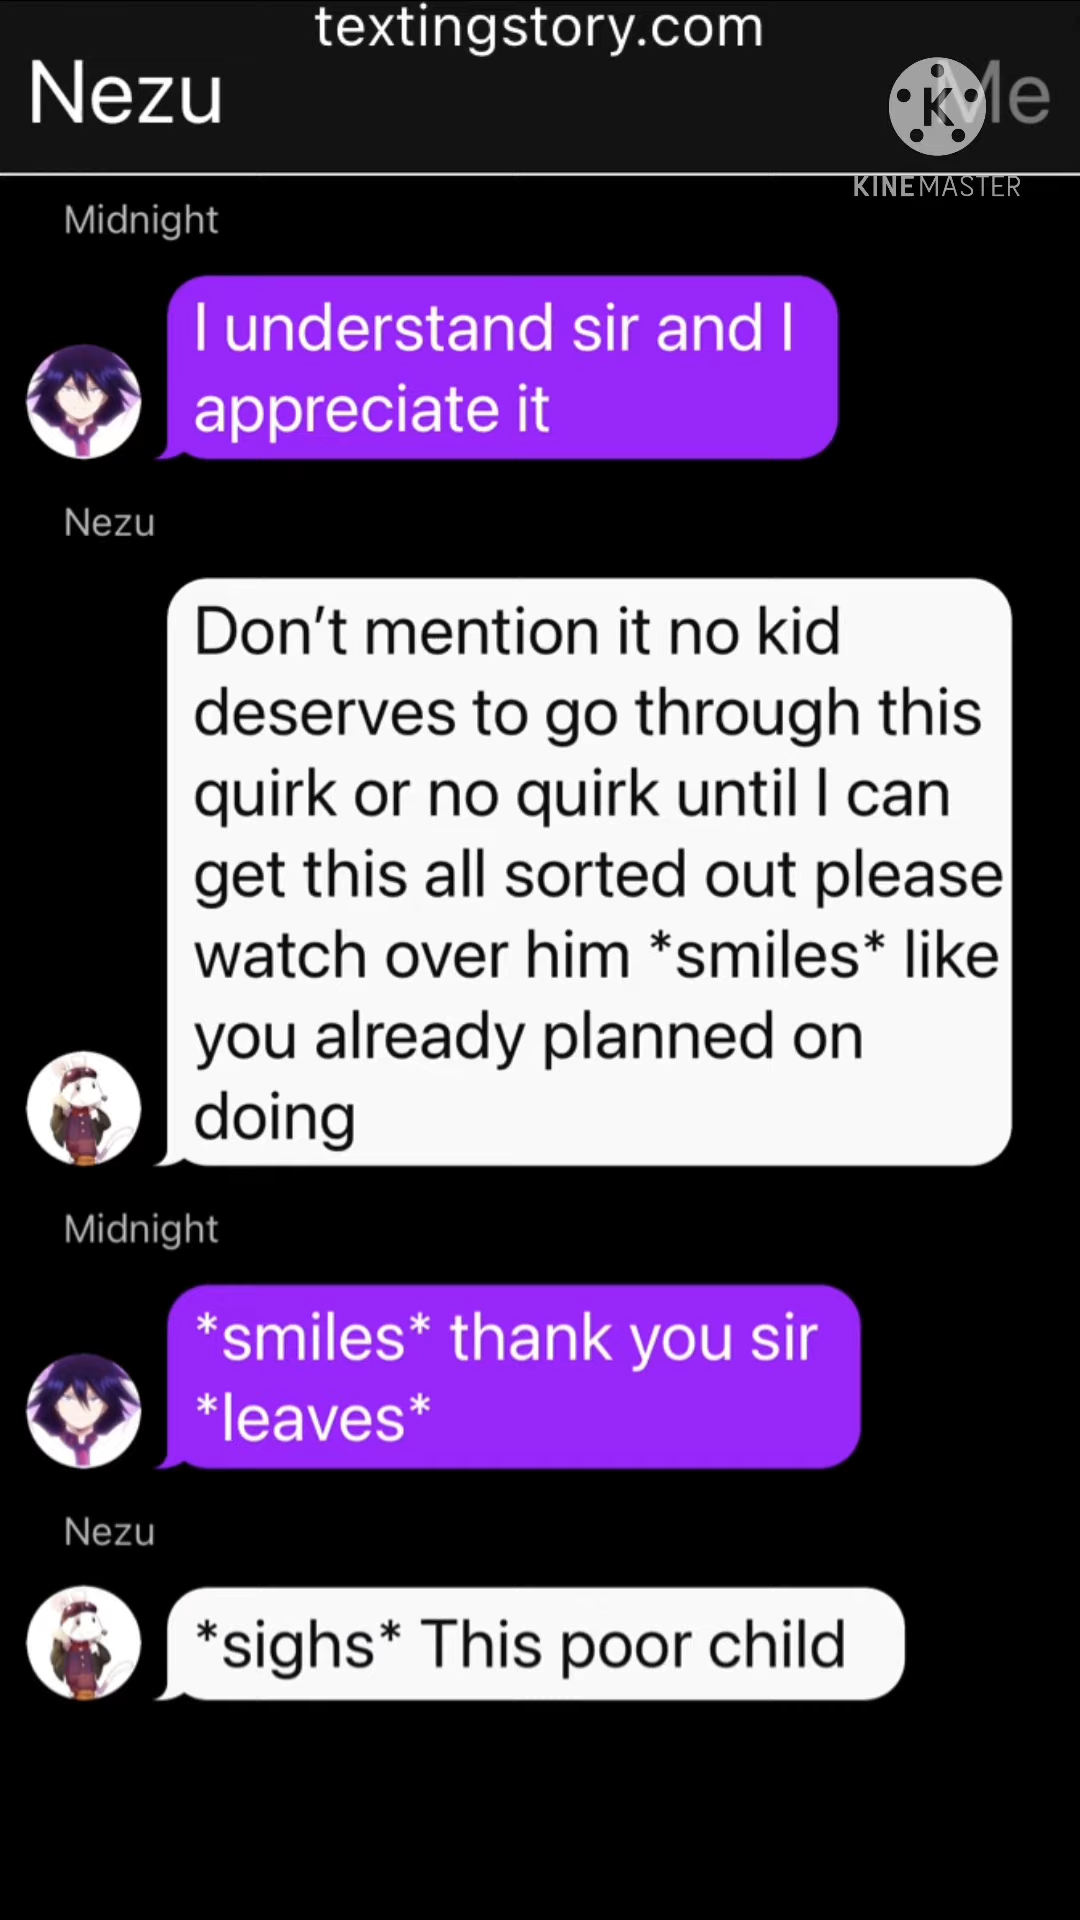 textingstory.com
Nezu
Me
K
KINEMASTER
Midnight
I understand sir and I
appreciate it
Nezu
Don’t mention it no kid
deserves to go through this
quirk or no quirk until I can
get this all sorted out please
watch over him *smiles* like
you already planned on
doing
Midnight
*smiles* thank you sir
*leaves*
Nezu
*sighs* This poor child